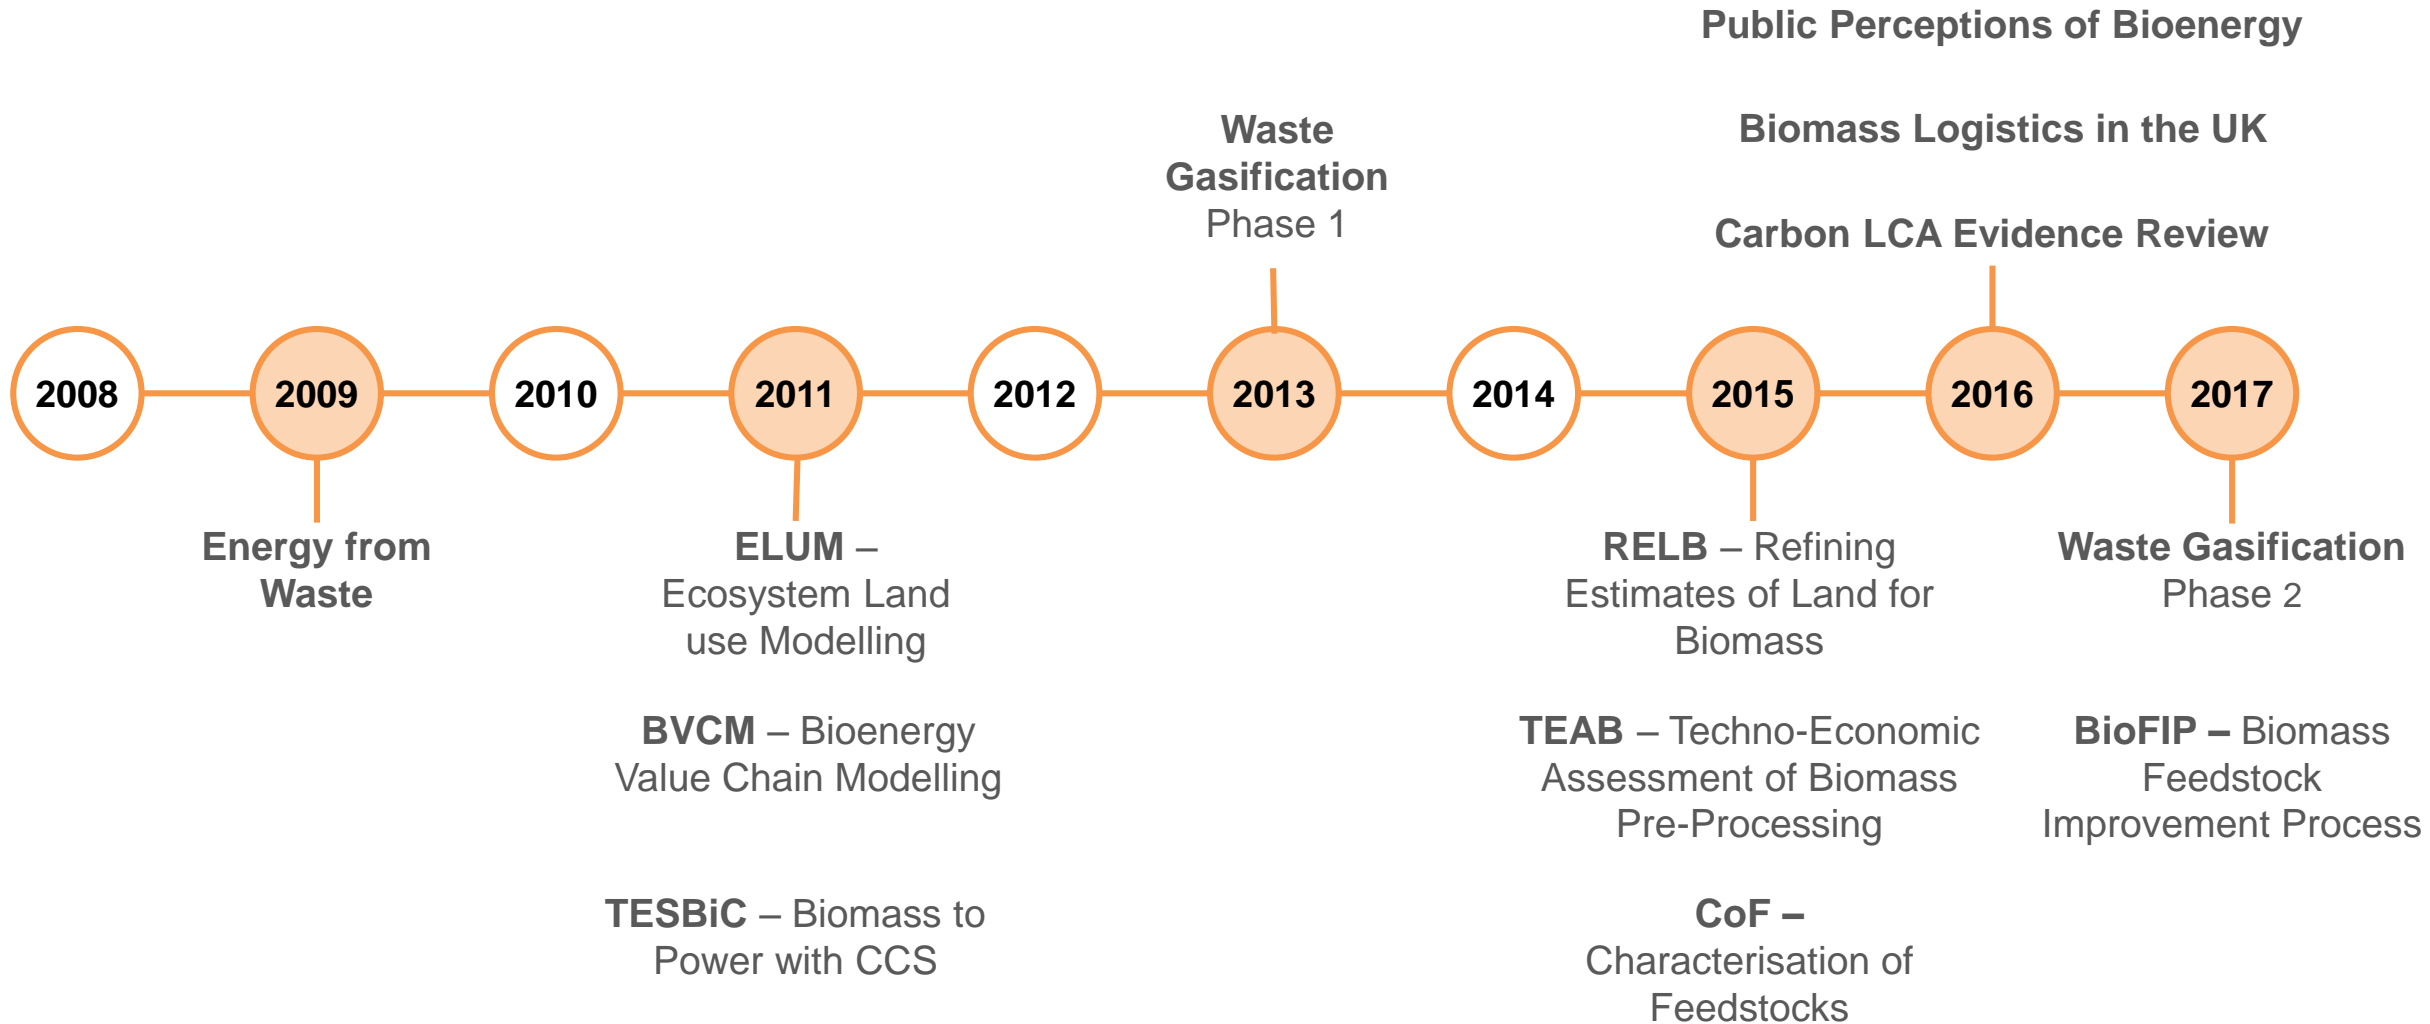 Public Perceptions of Bioenergy
Biomass Logistics in the UK
Carbon LCA Evidence Review
Waste
Gasification
Phase 1
2008
2009
2010
2011
2012
2013
2014
2015
2016
2017
Energy from
Waste
ELUM –
Ecosystem Land
use Modelling
BVCM – Bioenergy
Value Chain Modelling
TESBiC – Biomass to
Power with CCS
RELB – Refining
Estimates of Land for
Biomass
TEAB – Techno-Economic
Assessment of Biomass
Pre-Processing
CoF –
Characterisation of
Feedstocks
Waste Gasification
Phase 2
BioFIP – Biomass
Feedstock
Improvement Process